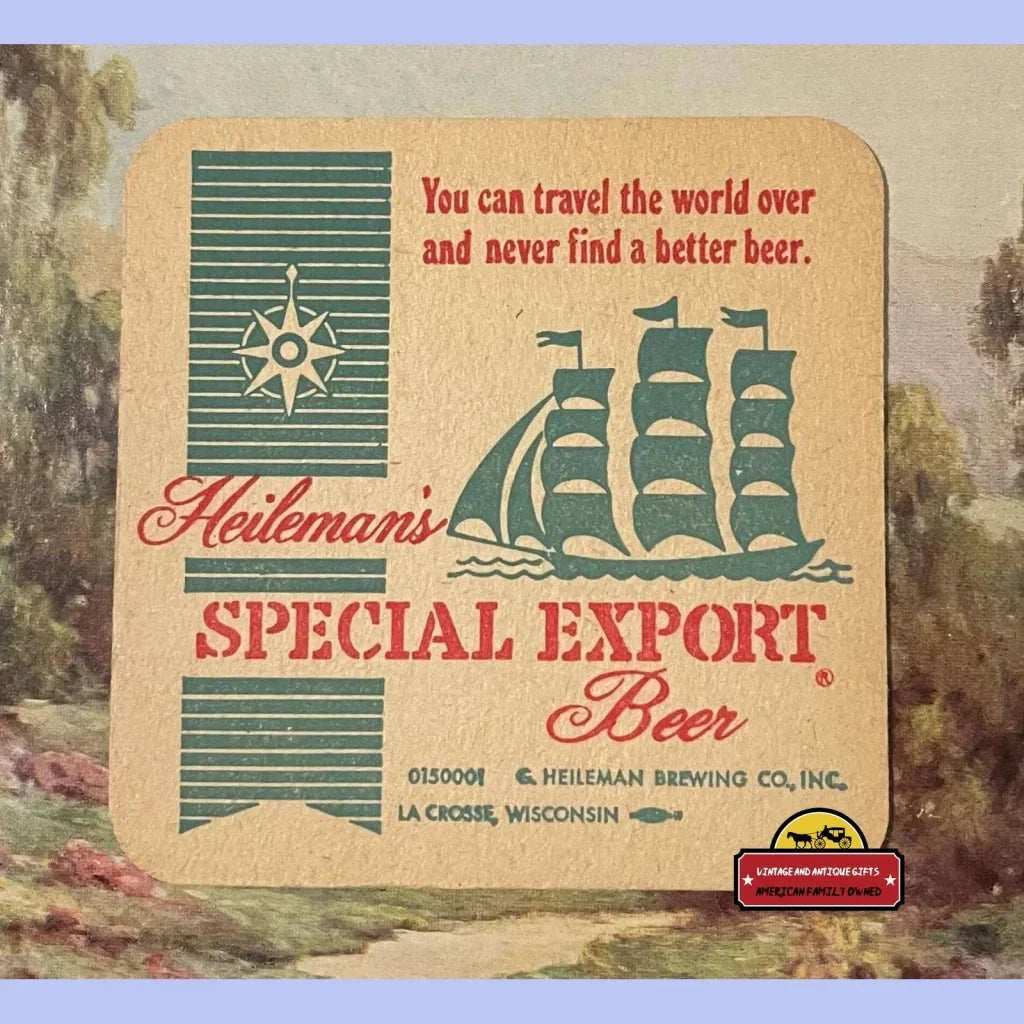 You can travel the world over
and never find a better beer.
Heileman's
SPECIAL EXPORT®
Beer
0150001 G. HEILEMAN BREWING CO., INC.
LA CROSSE, WISCONSIN
VINTAGE AND ANTIQUE GIFTS
AMERICAN FAMILY OWNED